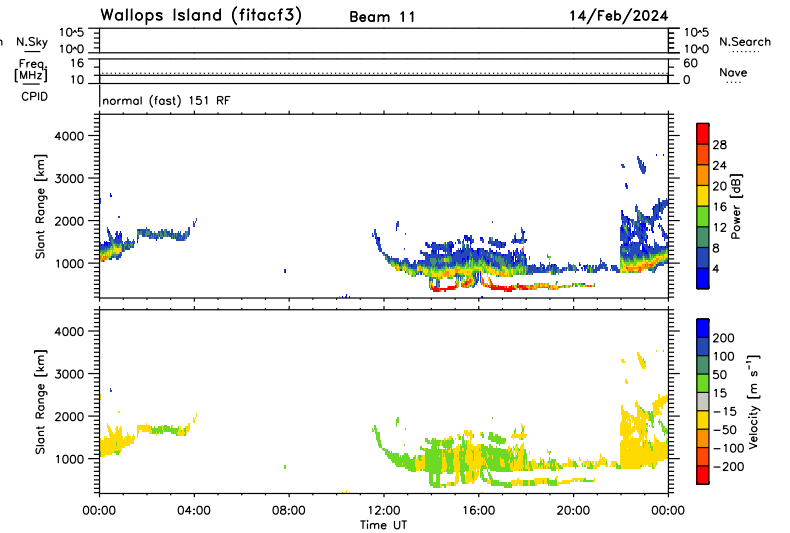 Wallops Island (fitacf3) Beam 11 14/Feb/2024
N.Sky 10^5 10^0 10^5 10^0 N.Search
Freq. [MHz] 16 12 8 60 0 Nave
CPID normal (fast) 151 RF
Slant Range [km]
4000
3000
2000
1000
28
24
20
16
12
8
4
Power [dB]
Slant Range [km]
4000
3000
2000
1000
200
100
50
15
-15
-50
-100
-200
Velocity [m s⁻¹]
00:00 04:00 08:00 12:00 16:00 20:00 00:00
Time UT